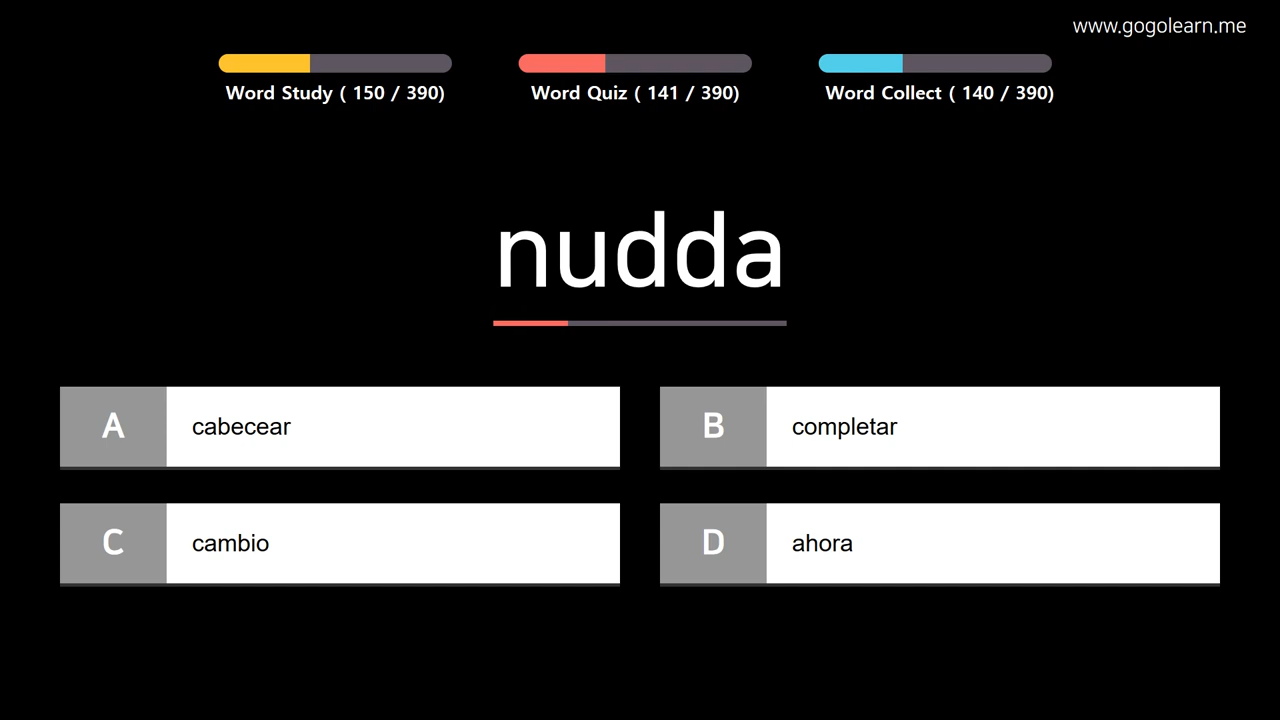 www.gogolearn.me
Word Study ( 150 / 390)
Word Quiz ( 141 / 390)
Word Collect ( 140 / 390)
nudda
A cabecear
B completar
C cambio
D ahora